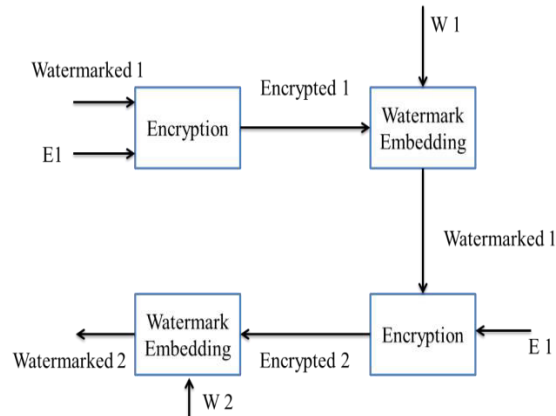 W 1
Watermarked 1
Encrypted 1
Encryption
E1
Watermark
Embedding
Watermarked 1
Watermark
Embedding
Encryption
Watermarked 2
Encrypted 2
E 1
W 2